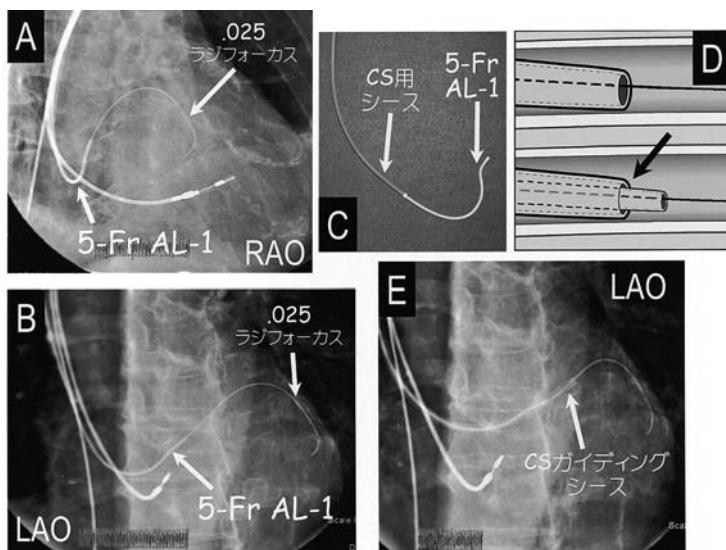 A
.025
ラジフォーカス
5-Fr AL-1
RAO
CS用
シース
5-Fr
AL-1
C
D
B
.025
ラジフォーカス
5-Fr AL-1
LAO
E
LAO
CSガイディング
シース